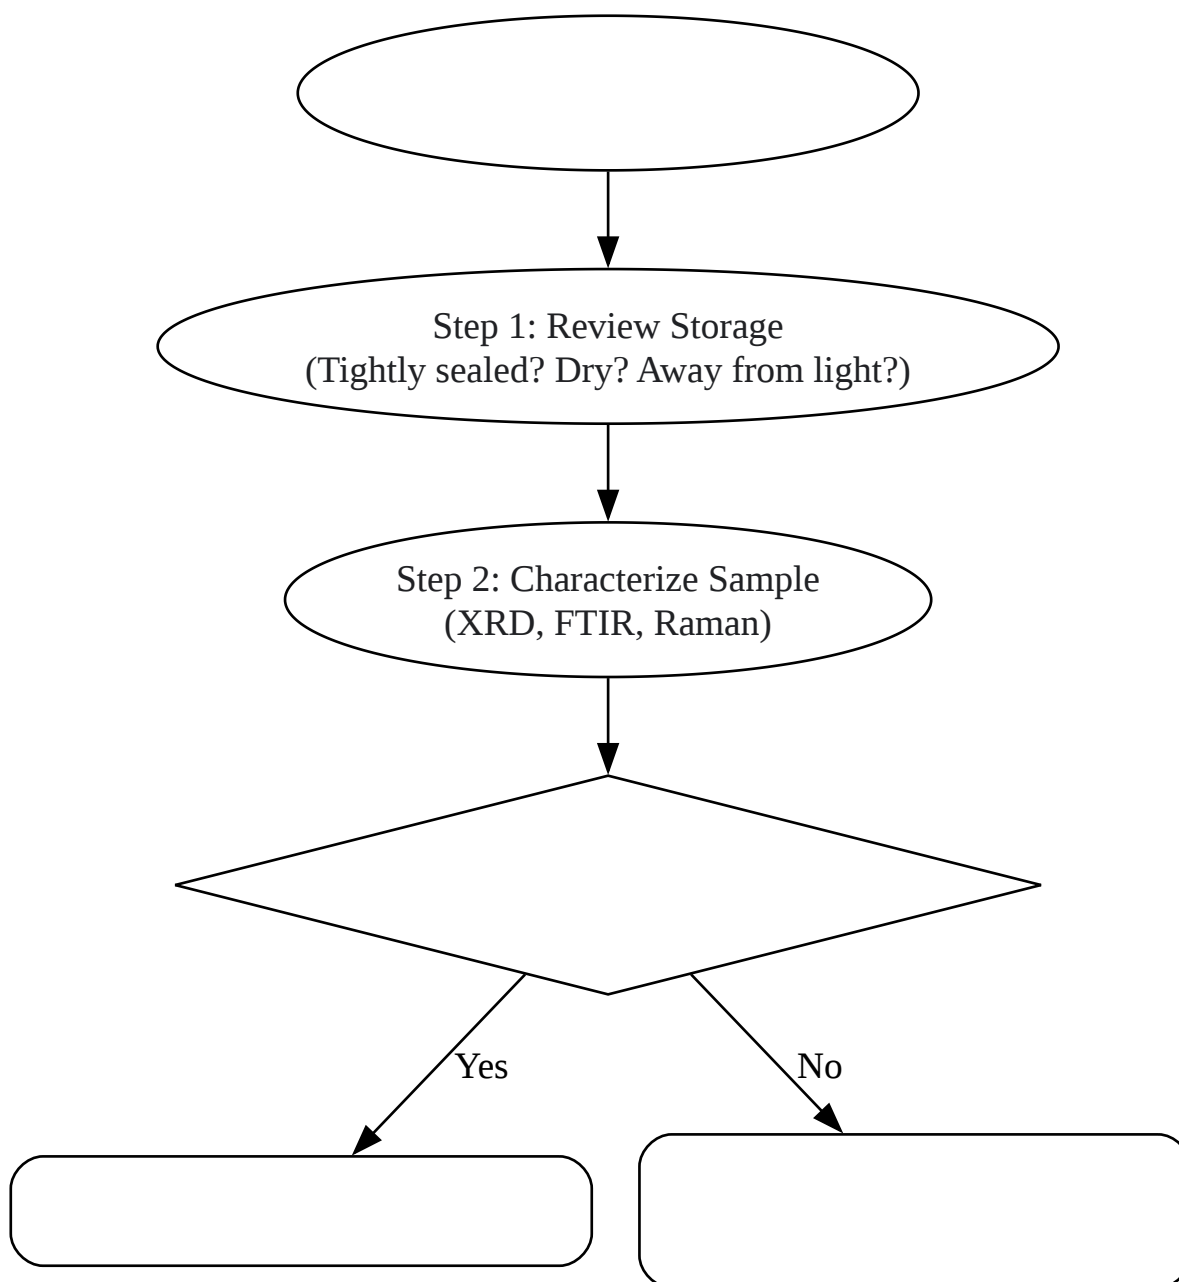 Step 1: Review Storage
(Tightly sealed? Dry? Away from light?)
Step 2: Characterize Sample
(XRD, FTIR, Raman)
Yes
No